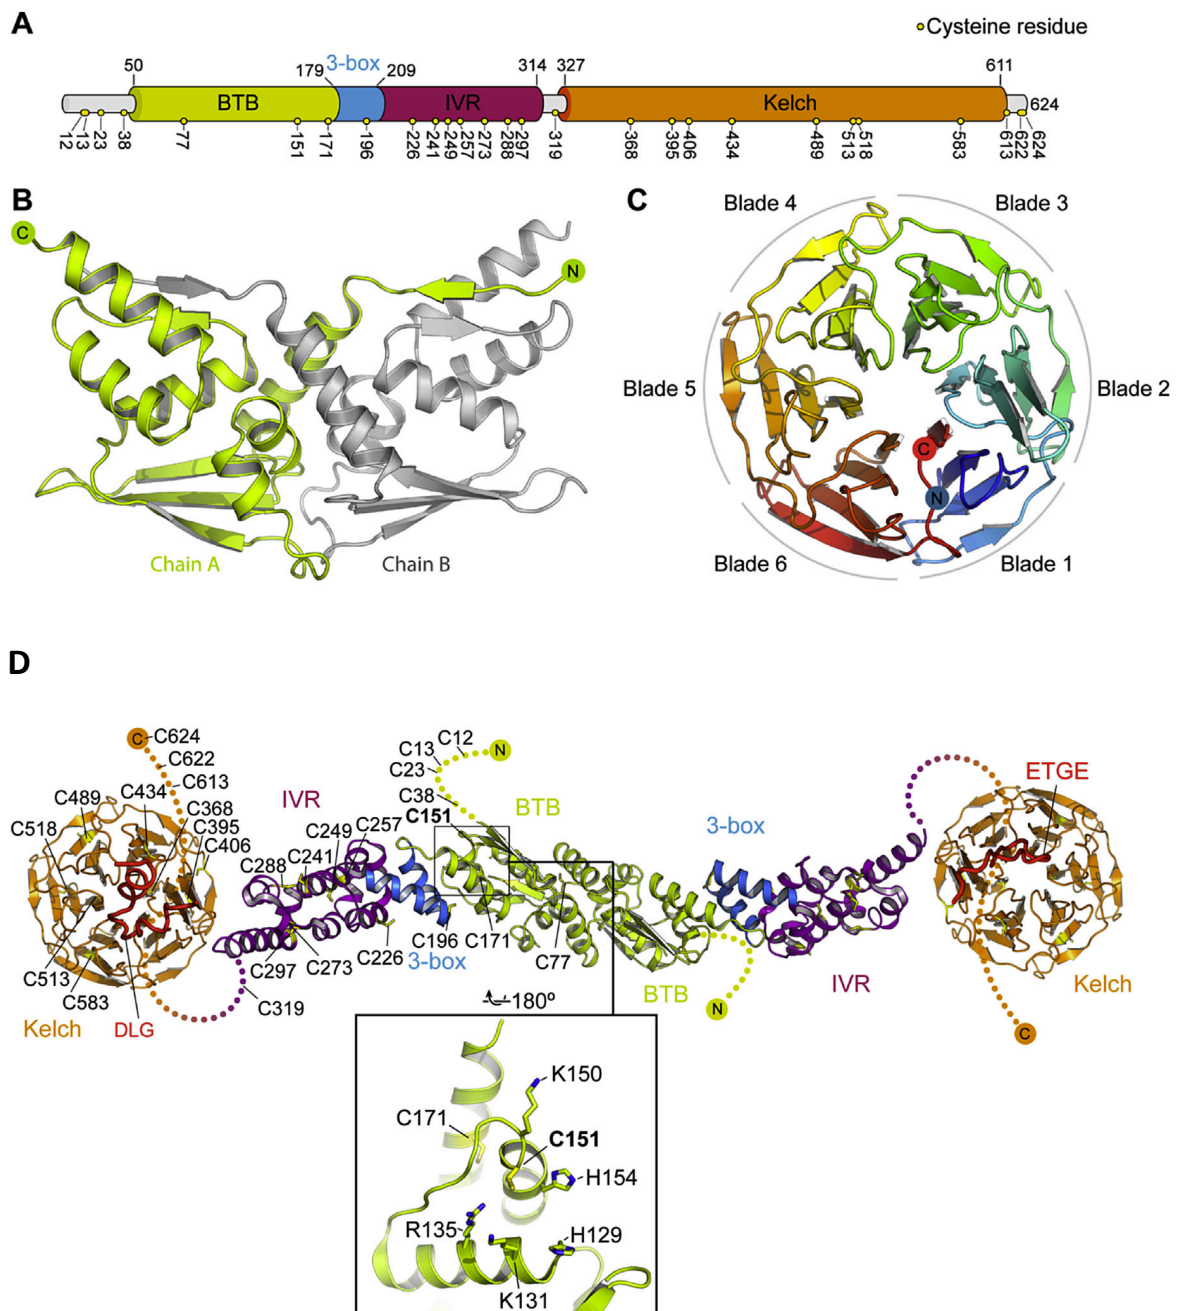 A
Cysteine residue
50
179
3-box
209
314
327
611
BTB
IVR
Kelch
624
12
13
23
38
77
151
171
196
226
241
249
257
273
288
297
319
368
395
406
434
489
513
518
583
613
622
624
B
C
N
Chain A
Chain B
C
Blade 4
Blade 3
Blade 5
Blade 2
C
N
Blade 6
Blade 1
D
C
C624
C622
C613
C489
C434
C368
C518
C395
C406
C513
C583
Kelch
DLG
IVR
C288
C241
C249
C257
C297
C273
C226
C319
C196
3-box
C12
C13
N
C23
C38
C151
BTB
C171
C77
BTB
N
3-box
IVR
ETGE
Kelch
C
180º
K150
C171
C151
H154
R135
H129
K131